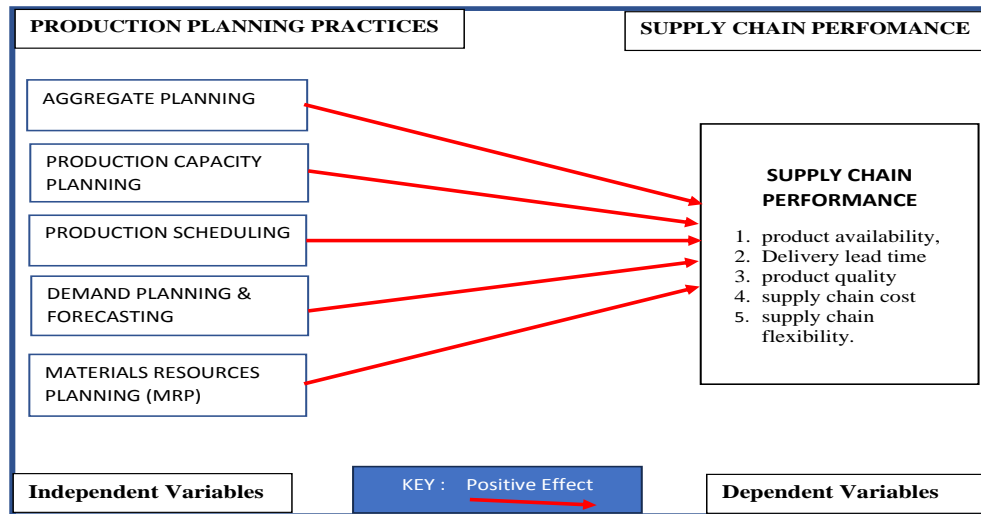 PRODUCTION PLANNING PRACTICES
SUPPLY CHAIN PERFOMANCE
AGGREGATE PLANNING
PRODUCTION CAPACITY
PLANNING
PRODUCTION SCHEDULING
DEMAND PLANNING &
FORECASTING
MATERIALS RESOURCES
PLANNING (MRP)
SUPPLY CHAIN
PERFORMANCE
1. product availability,
2. Delivery lead time
3. product quality
4. supply chain cost
5. supply chain
flexibility.
Independent Variables
KEY : Positive Effect
Dependent Variables